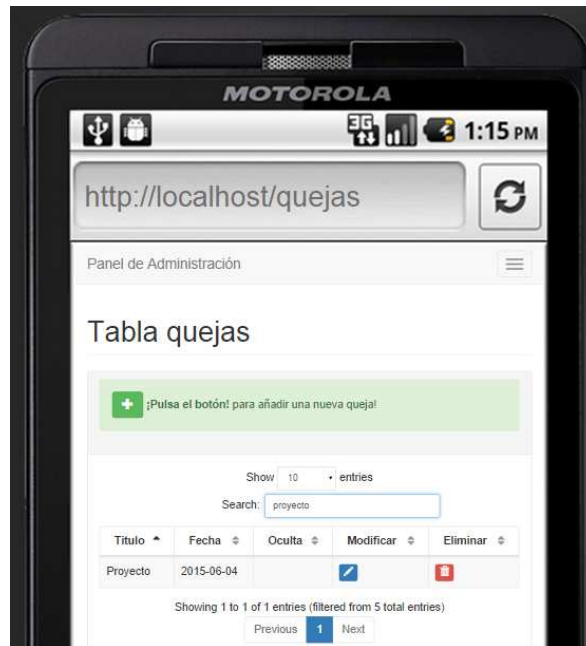 MOTOROLA
3G 1:15 PM
http://localhost/quejas
Panel de Administración
Tabla quejas
¡Pulsa el botón! para añadir una nueva queja!
Show 10 entries
Search: proyecto
Titulo Fecha Oculta Modificar Eliminar
Proyecto 2015-06-04
Showing 1 to 1 of 1 entries (filtered from 5 total entries)
Previous 1 Next